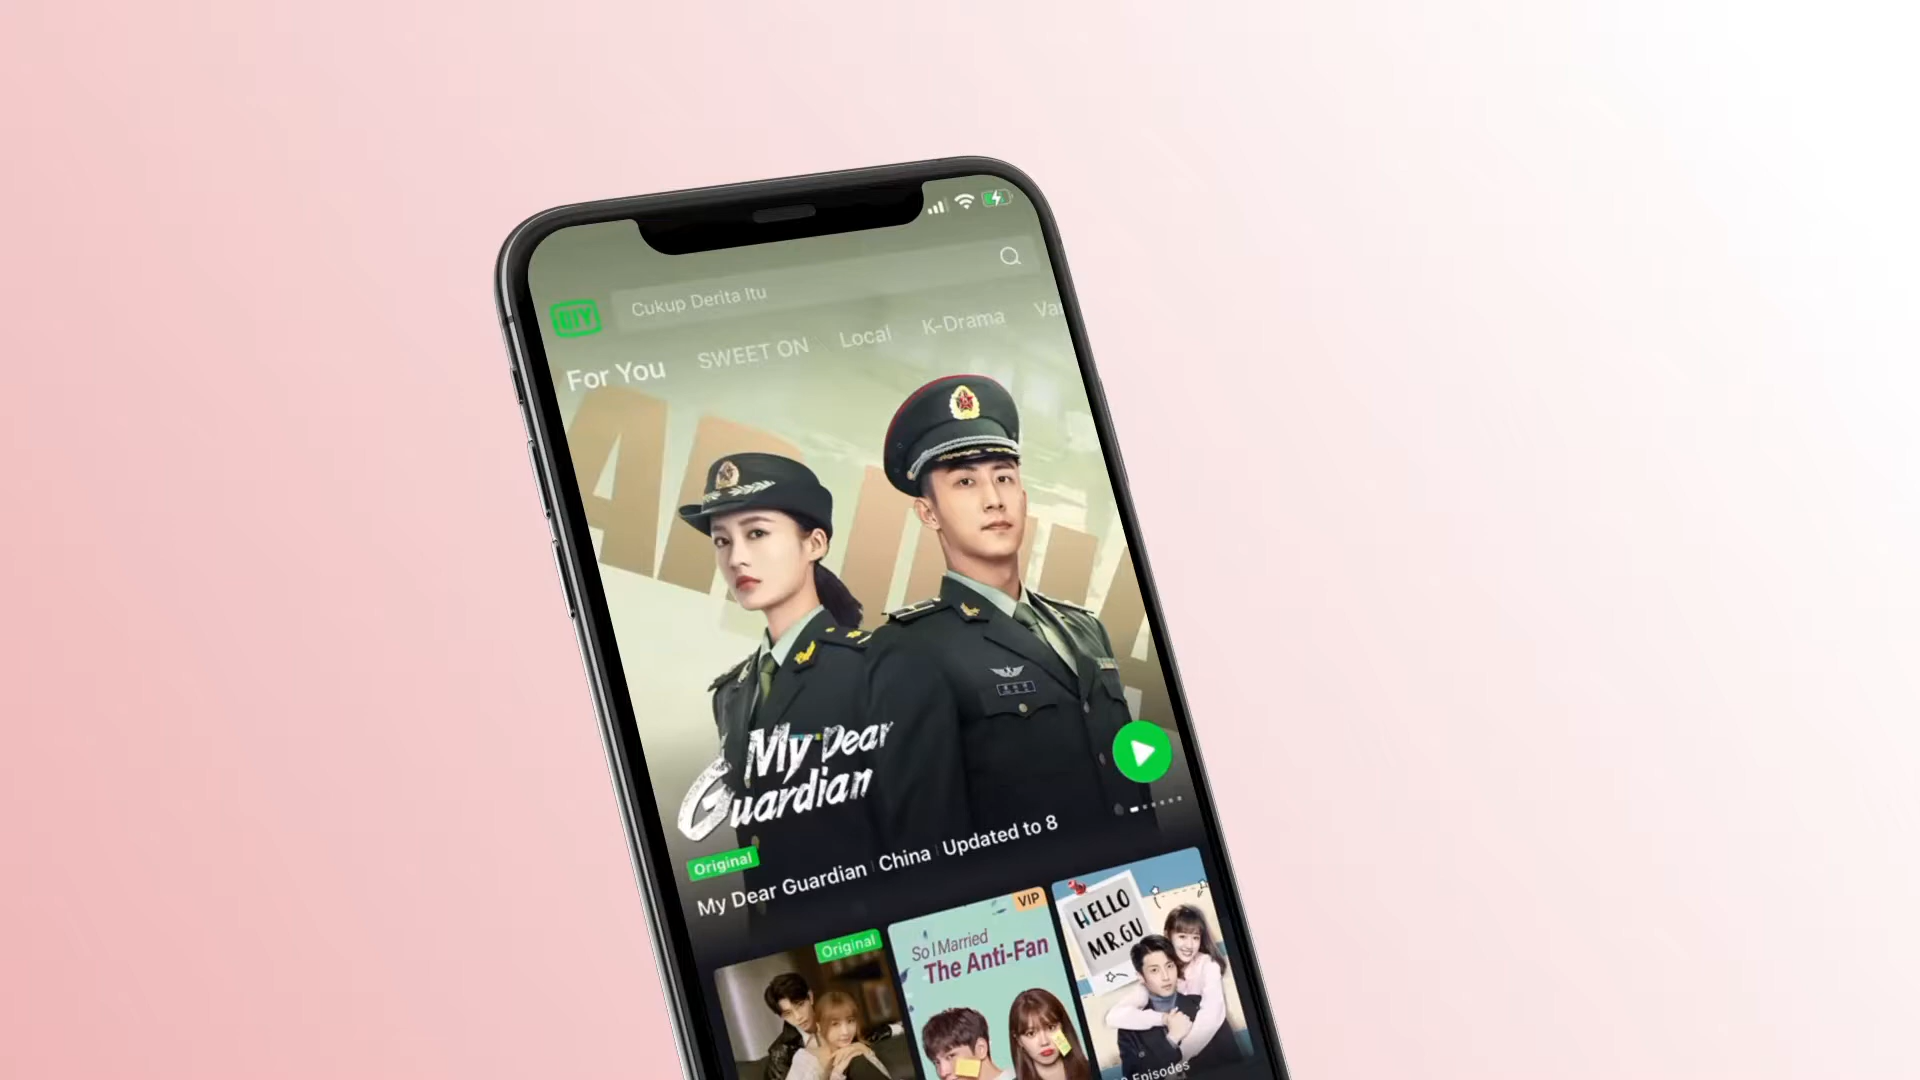 Cukup Derita Itu
For You
SWEET ON
Local
K-Drama
My Dear
Guardian
Original
My Dear Guardian | China | Updated to 8
Original
VIP
So I Married
The Anti-Fan
HELLO
MR.GU
Episodes